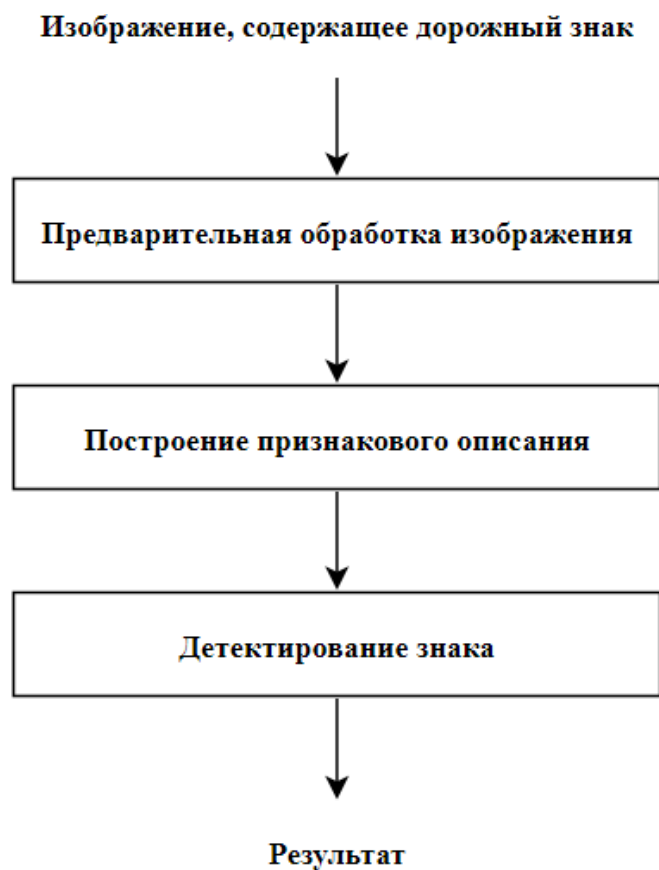 Изображение, содержащее дорожный знак
Предварительная обработка изображения
Построение признакового описания
Детектирование знака
Результат